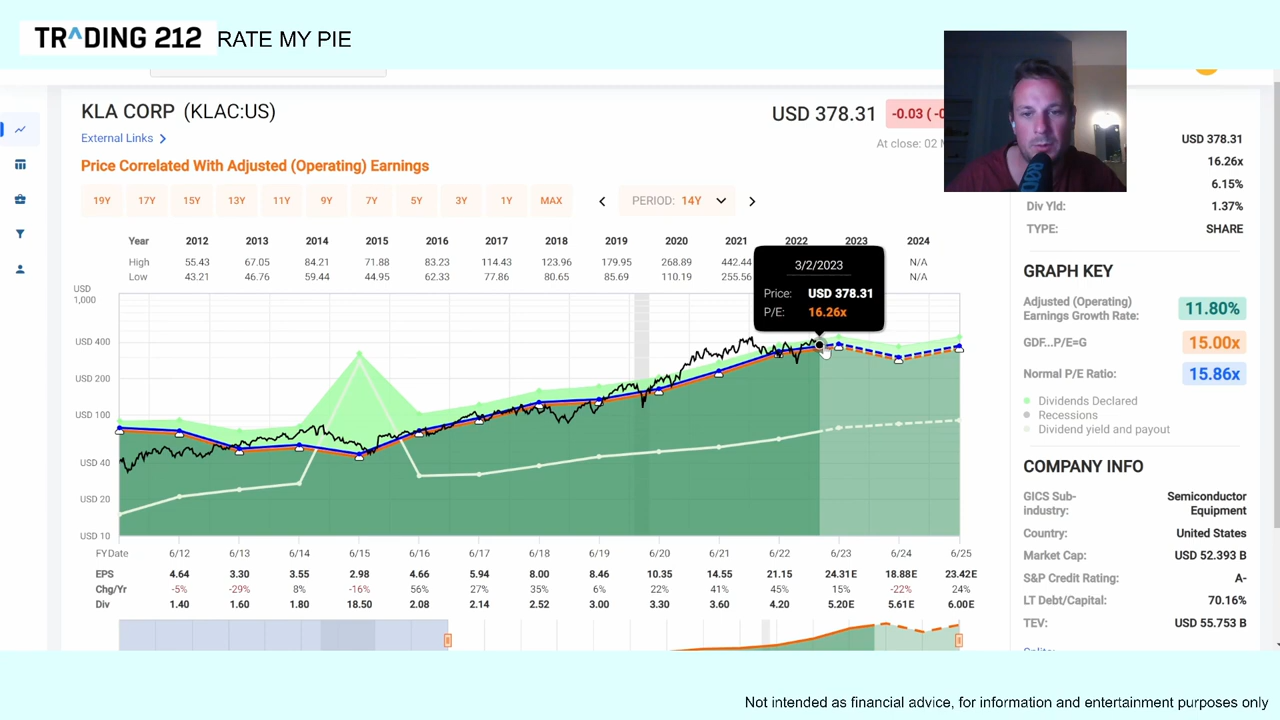 TRADING 212 RATE MY PIE
KLA CORP (KLAC:US)
USD 378.31 -0.03
External Links
At close: 02
Price Correlated With Adjusted (Operating) Earnings
19Y 17Y 15Y 13Y 11Y 9Y 7Y 5Y 3Y 1Y MAX PERIOD: 14Y
Year 2012 2013 2014 2015 2016 2017 2018 2019 2020 2021 2022 2023 2024
High 55.43 67.05 84.21 71.88 83.23 114.43 123.96 179.95 268.89 442.44 N/A
Low 43.21 46.76 59.44 44.95 62.33 77.86 80.65 85.69 110.19 255.56 N/A
3/2/2023
Price: USD 378.31
P/E: 16.26x
USD
1,000
USD 400
USD 200
USD 100
USD 40
USD 20
USD 10
FYDate 6/12 6/13 6/14 6/15 6/16 6/17 6/18 6/19 6/20 6/21 6/22 6/23 6/24 6/25
EPS 4.64 3.30 3.55 2.98 4.66 5.94 8.00 8.46 10.35 14.55 21.15 24.31E 18.88E 23.42E
Chg/Yr -5% -29% 8% -16% 56% 27% 35% 6% 22% 41% 45% 15% -22% 24%
Div 1.40 1.60 1.80 18.50 2.08 2.14 2.52 3.00 3.30 3.60 4.20 5.20E 5.61E 6.00E
USD 378.31
16.26x
6.15%
Div Yld: 1.37%
TYPE: SHARE
GRAPH KEY
Adjusted (Operating)
Earnings Growth Rate: 11.80%
GDF...P/E=G 15.00x
Normal P/E Ratio: 15.86x
Dividends Declared
Recessions
Dividend yield and payout
COMPANY INFO
GICS Sub-
industry: Semiconductor
Equipment
Country: United States
Market Cap: USD 52.393 B
S&P Credit Rating: A-
LT Debt/Capital: 70.16%
TEV: USD 55.753 B
Not intended as financial advice, for information and entertainment purposes only